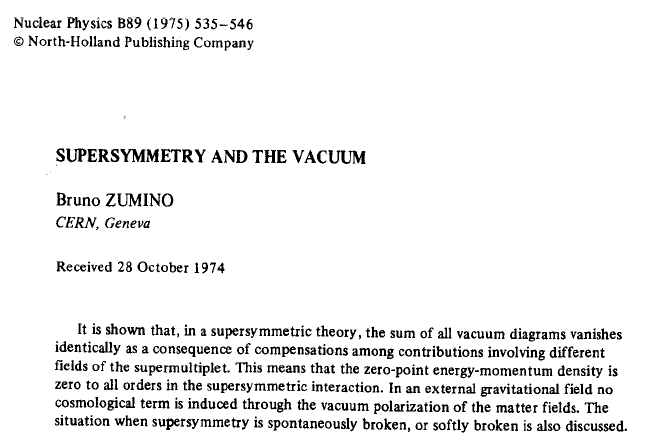 Nuclear Physics B89 (1975) 535–546
© North-Holland Publishing Company
SUPERSYMMETRY AND THE VACUUM
Bruno ZUMINO
CERN, Geneva
Received 28 October 1974
It is shown that, in a supersymmetric theory, the sum of all vacuum diagrams vanishes
identically as a consequence of compensations among contributions involving different
fields of the supermultiplet. This means that the zero-point energy-momentum density is
zero to all orders in the supersymmetric interaction. In an external gravitational field no
cosmological term is induced through the vacuum polarization of the matter fields. The
situation when supersymmetry is spontaneously broken, or softly broken is also discussed.